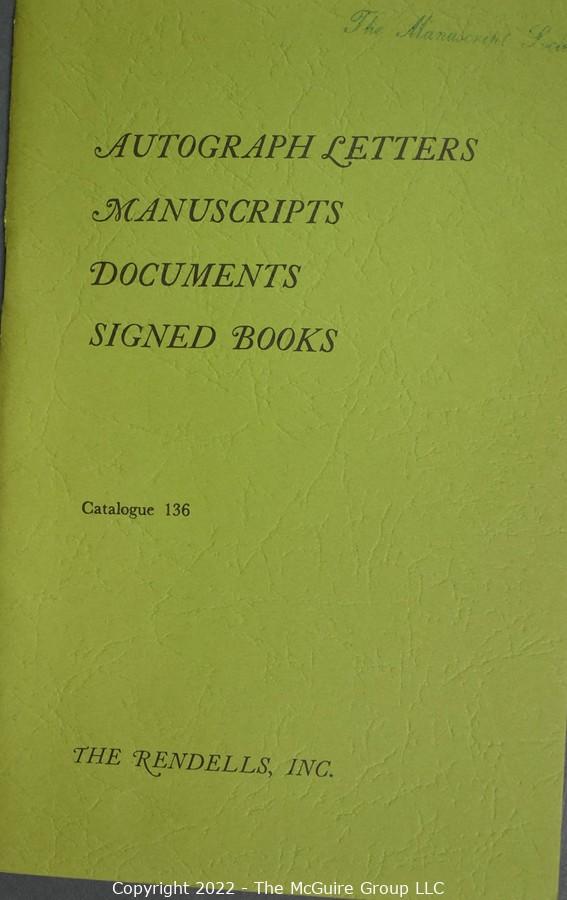 The Manuscript
AUTOGRAPH LETTERS
MANUSCRIPTS
DOCUMENTS
SIGNED BOOKS
Catalogue 136
THE RENDELLS, INC.
Copyright 2022 - The McGuire Group LLC